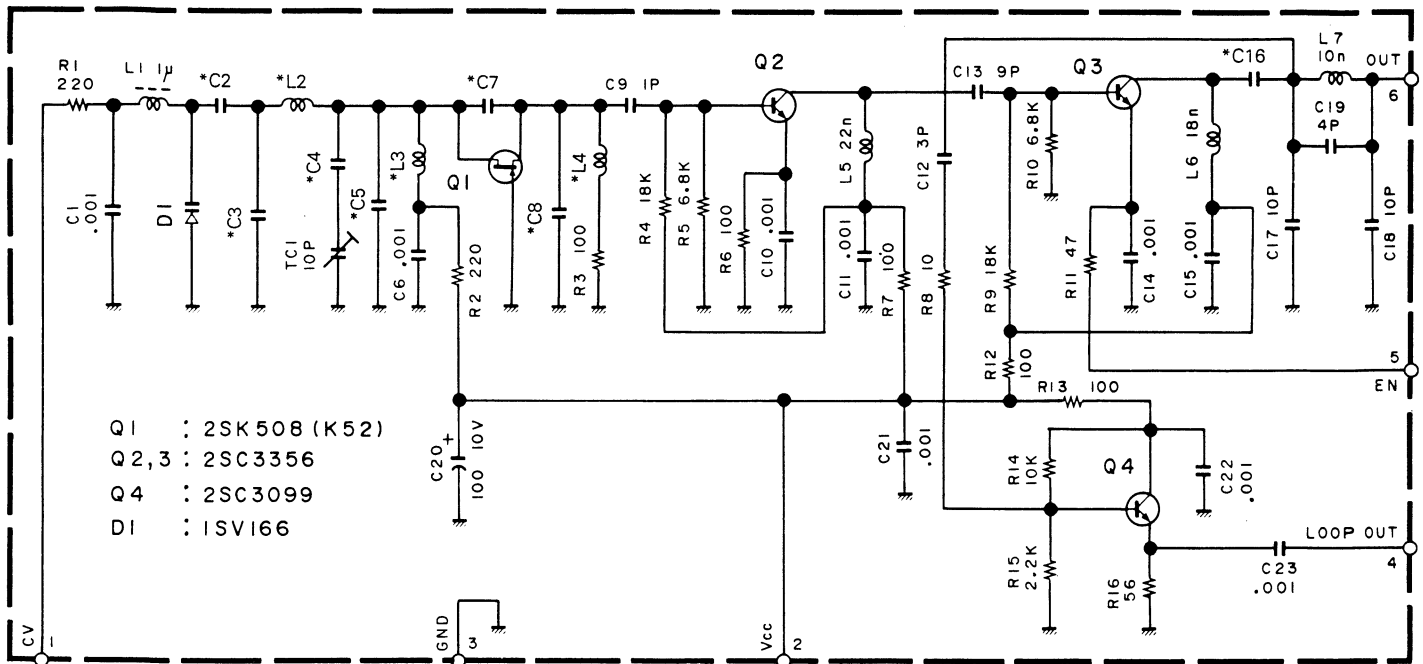 R1
220
L1 1μ
*C2
*L2
*C7
C9 1P
Q2
C13 9P
Q3
*C16
L7
10n
OUT
6
C19
4P
C1
.001
D1
*C3
*C4
TC1
10P
*C5
*L3
C6 .001
Q1
R2 220
*C8
*L4
R3 100
R4 18K
R5 6.8K
R6 100
C10 .001
L5 22n
C11 .001
R7 100
C12 3P
R8 10
R9 18K
R10 6.8K
R11 47
C14 .001
L6 18n
C15 .001
C17 10P
C18 10P
R12
100
5
EN
R13 100
Q1 : 2SK508 (K52)
Q2,3 : 2SC3356
Q4 : 2SC3099
D1 : 1SV166
C20 +
100 10V
C21
.001
R14
10K
Q4
C22
.001
R15
2.2K
R16
56
C23
.001
LOOP OUT
4
CV 1
GND 3
Vcc 2